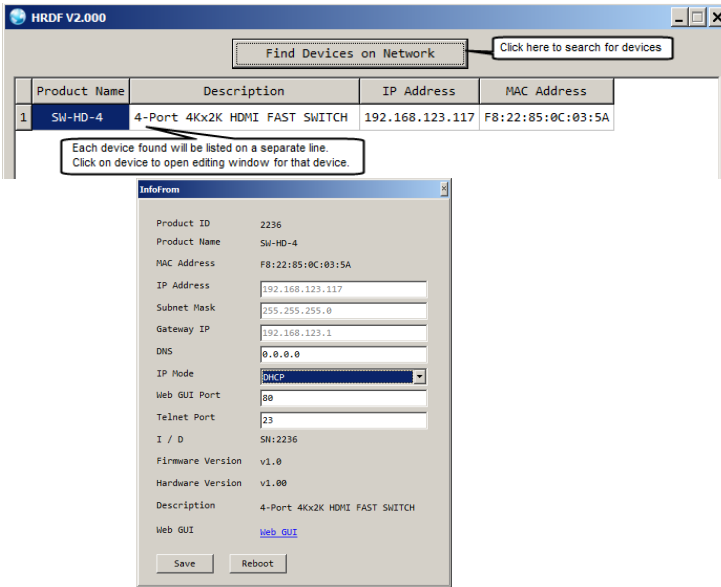 HRDF V2.000
Find Devices on Network
Click here to search for devices
Product Name Description IP Address MAC Address
1 SW-HD-4 4-Port 4Kx2K HDMI FAST SWITCH 192.168.123.117 F8:22:85:0C:03:5A
Each device found will be listed on a separate line.
Click on device to open editing window for that device.
InfoFrom
Product ID 2236
Product Name SW-HD-4
MAC Address F8:22:85:0C:03:5A
IP Address 192.168.123.117
Subnet Mask 255.255.255.0
Gateway IP 192.168.123.1
DNS 0.0.0.0
IP Mode DHCP
Web GUI Port 80
Telnet Port 23
I / D SN:2236
Firmware Version v1.0
Hardware Version v1.00
Description 4-Port 4Kx2K HDMI FAST SWITCH
Web GUI Web GUI
Save Reboot